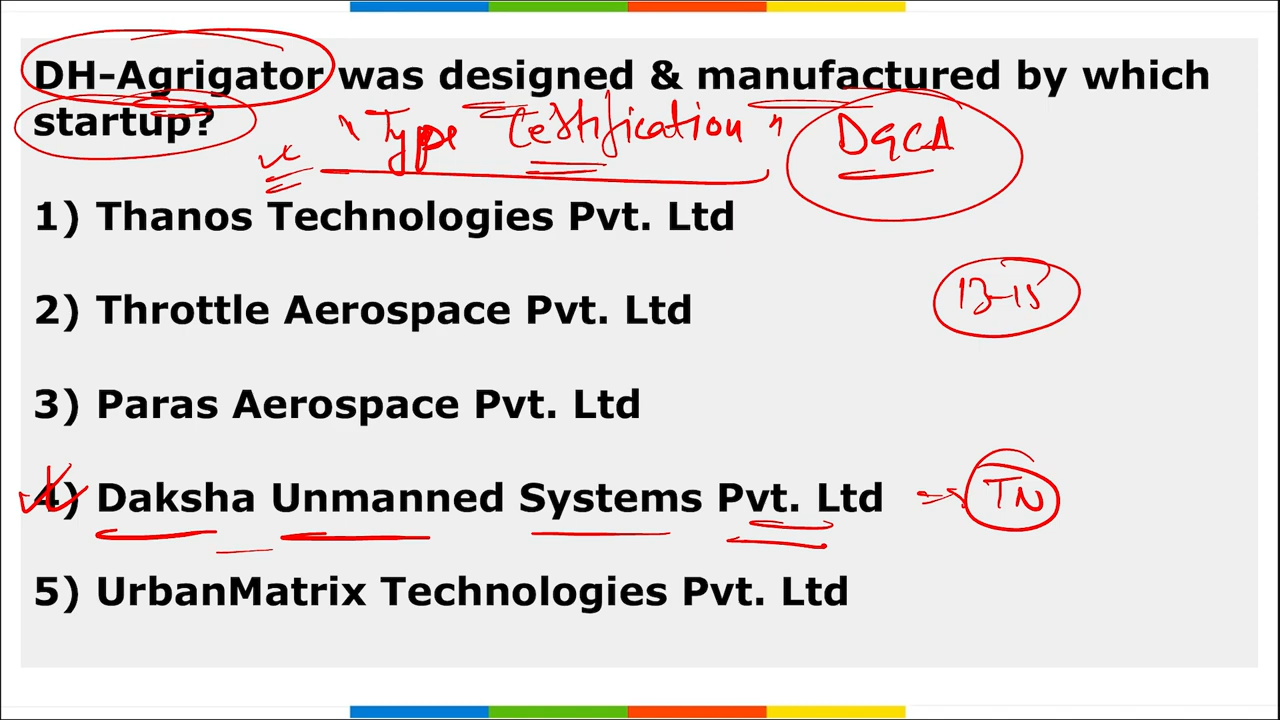 DH-Agrigator was designed & manufactured by which
startup?
"Type Certification" DGCA
1) Thanos Technologies Pvt. Ltd
2) Throttle Aerospace Pvt. Ltd
3) Paras Aerospace Pvt. Ltd
4) Daksha Unmanned Systems Pvt. Ltd → TN
5) UrbanMatrix Technologies Pvt. Ltd